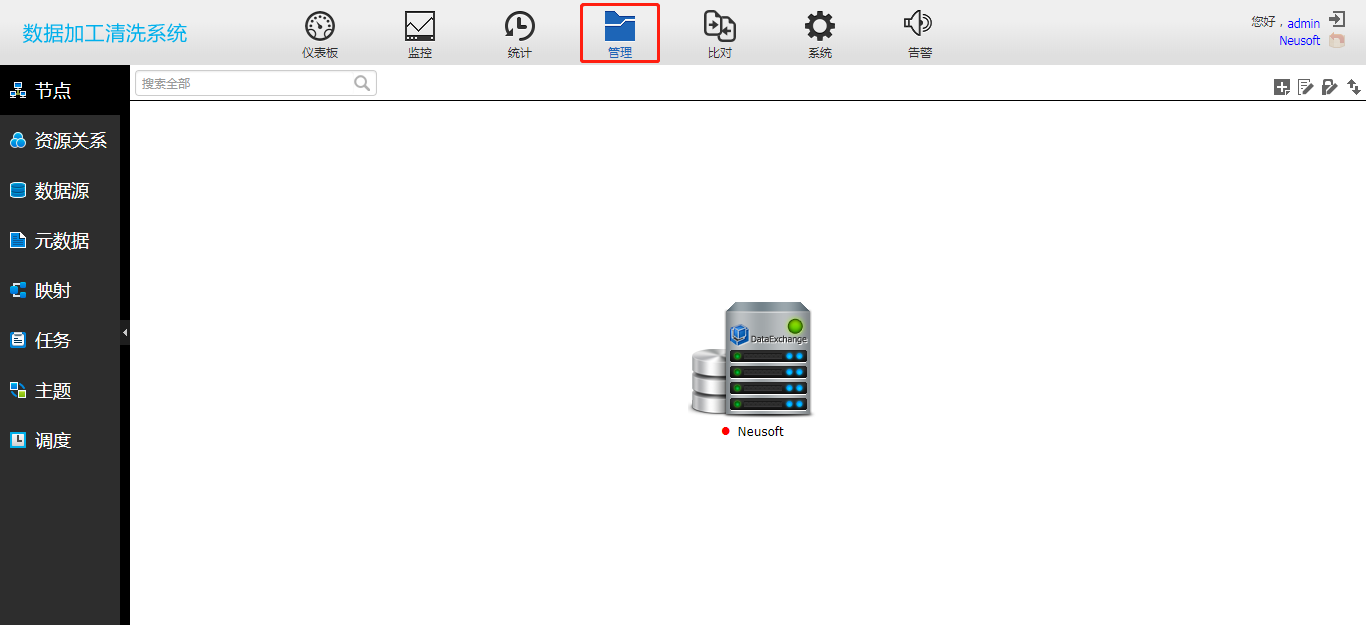 数据加工清洗系统
仪表板
监控
统计
管理
比对
系统
告警
您好，admin
Neusoft
节点
搜索全部
资源关系
数据源
元数据
映射
任务
主题
调度
DataExchange
Neusoft